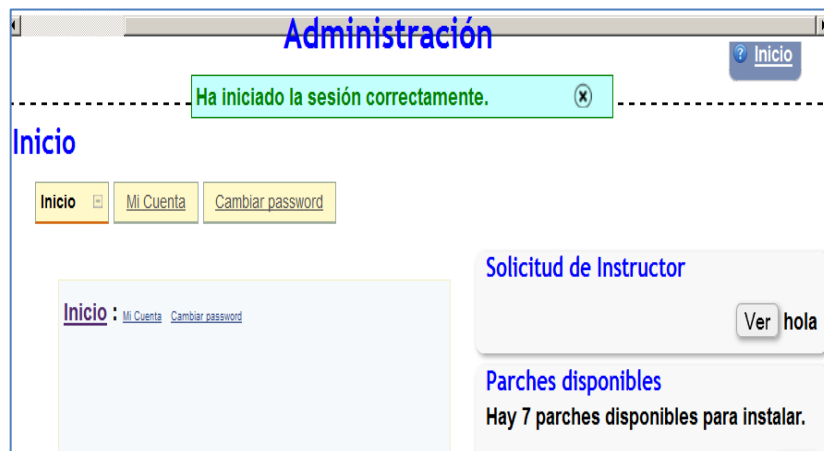 Administración
Inicio
Ha iniciado la sesión correctamente.
Inicio
Inicio Mi Cuenta Cambiar password
Inicio : Mi Cuenta Cambiar password
Solicitud de Instructor
Ver hola
Parches disponibles
Hay 7 parches disponibles para instalar.